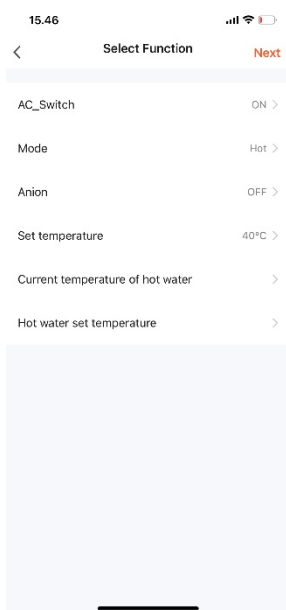 15.46
Select Function
Next
AC_Switch ON
Mode Hot
Anion OFF
Set temperature 40°C
Current temperature of hot water
Hot water set temperature